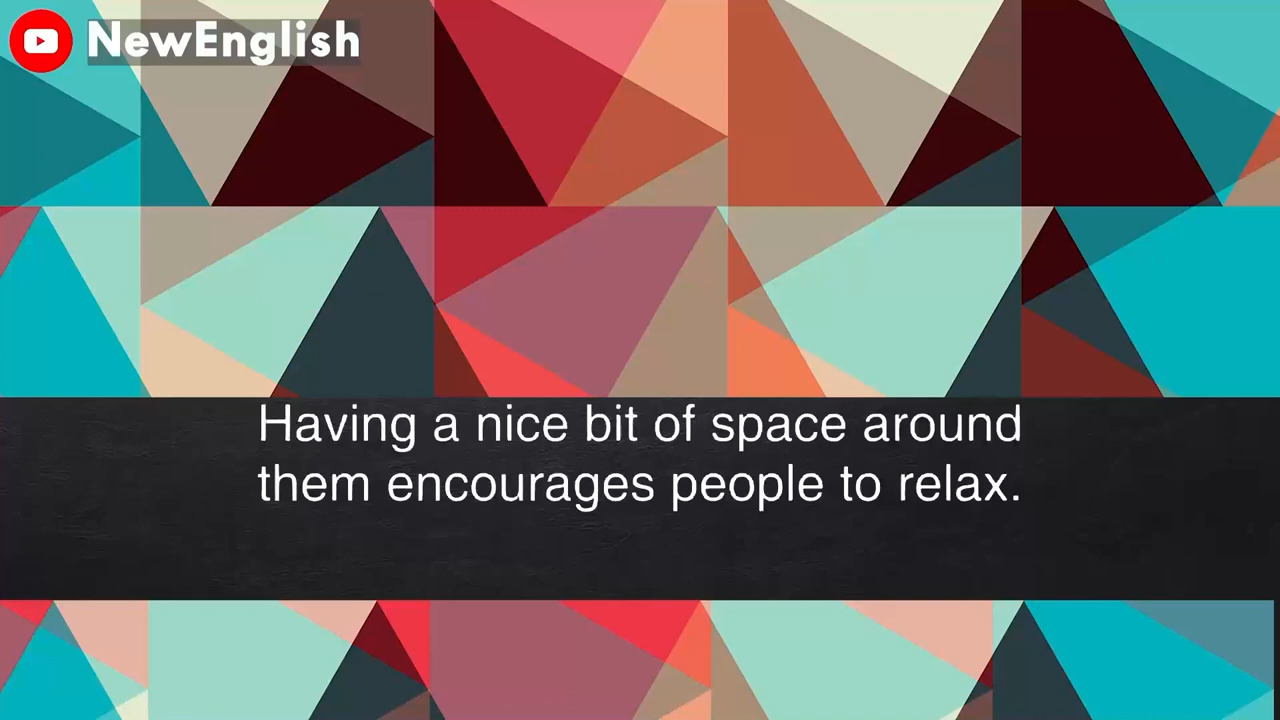 NewEnglish
Having a nice bit of space around
them encourages people to relax.